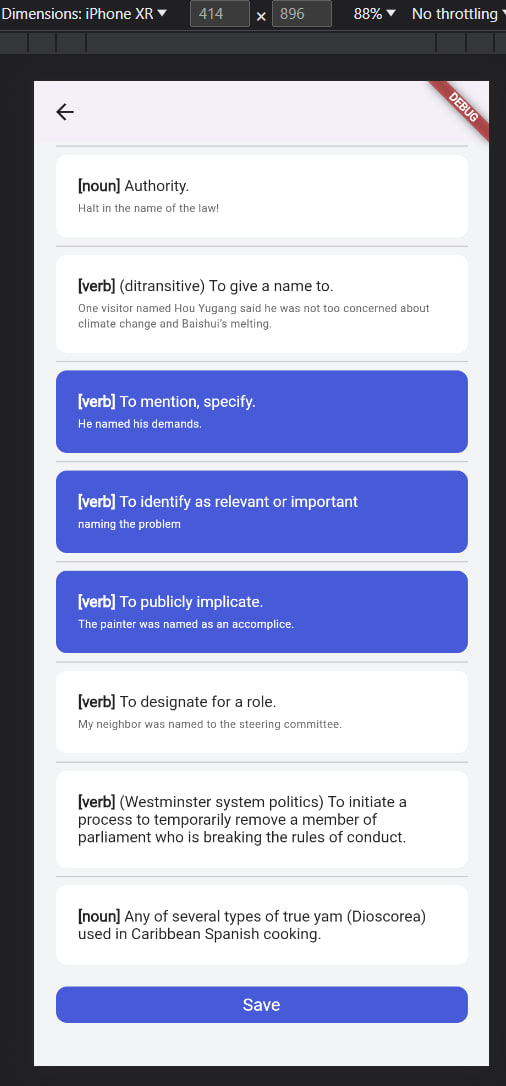 Dimensions: iPhone XR 414 × 896 88% No throttling
DEBUG
[noun] Authority.
Halt in the name of the law!
[verb] (ditransitive) To give a name to.
One visitor named Hou Yugang said he was not too concerned about
climate change and Baishui's melting.
[verb] To mention, specify.
He named his demands.
[verb] To identify as relevant or important
naming the problem
[verb] To publicly implicate.
The painter was named as an accomplice.
[verb] To designate for a role.
My neighbor was named to the steering committee.
[verb] (Westminster system politics) To initiate a
process to temporarily remove a member of
parliament who is breaking the rules of conduct.
[noun] Any of several types of true yam (Dioscorea)
used in Caribbean Spanish cooking.
Save